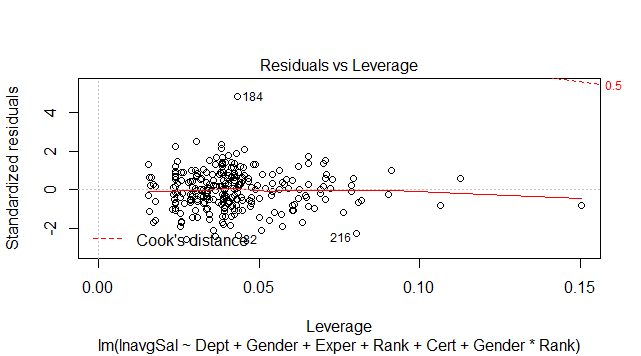 Residuals vs Leverage
Standardized residuals
4
2
0
-2
184
0.5
Cook's distance
82
216
0.00
0.05
0.10
0.15
Leverage
lm(lnavgSal ~ Dept + Gender + Exper + Rank + Cert + Gender * Rank)